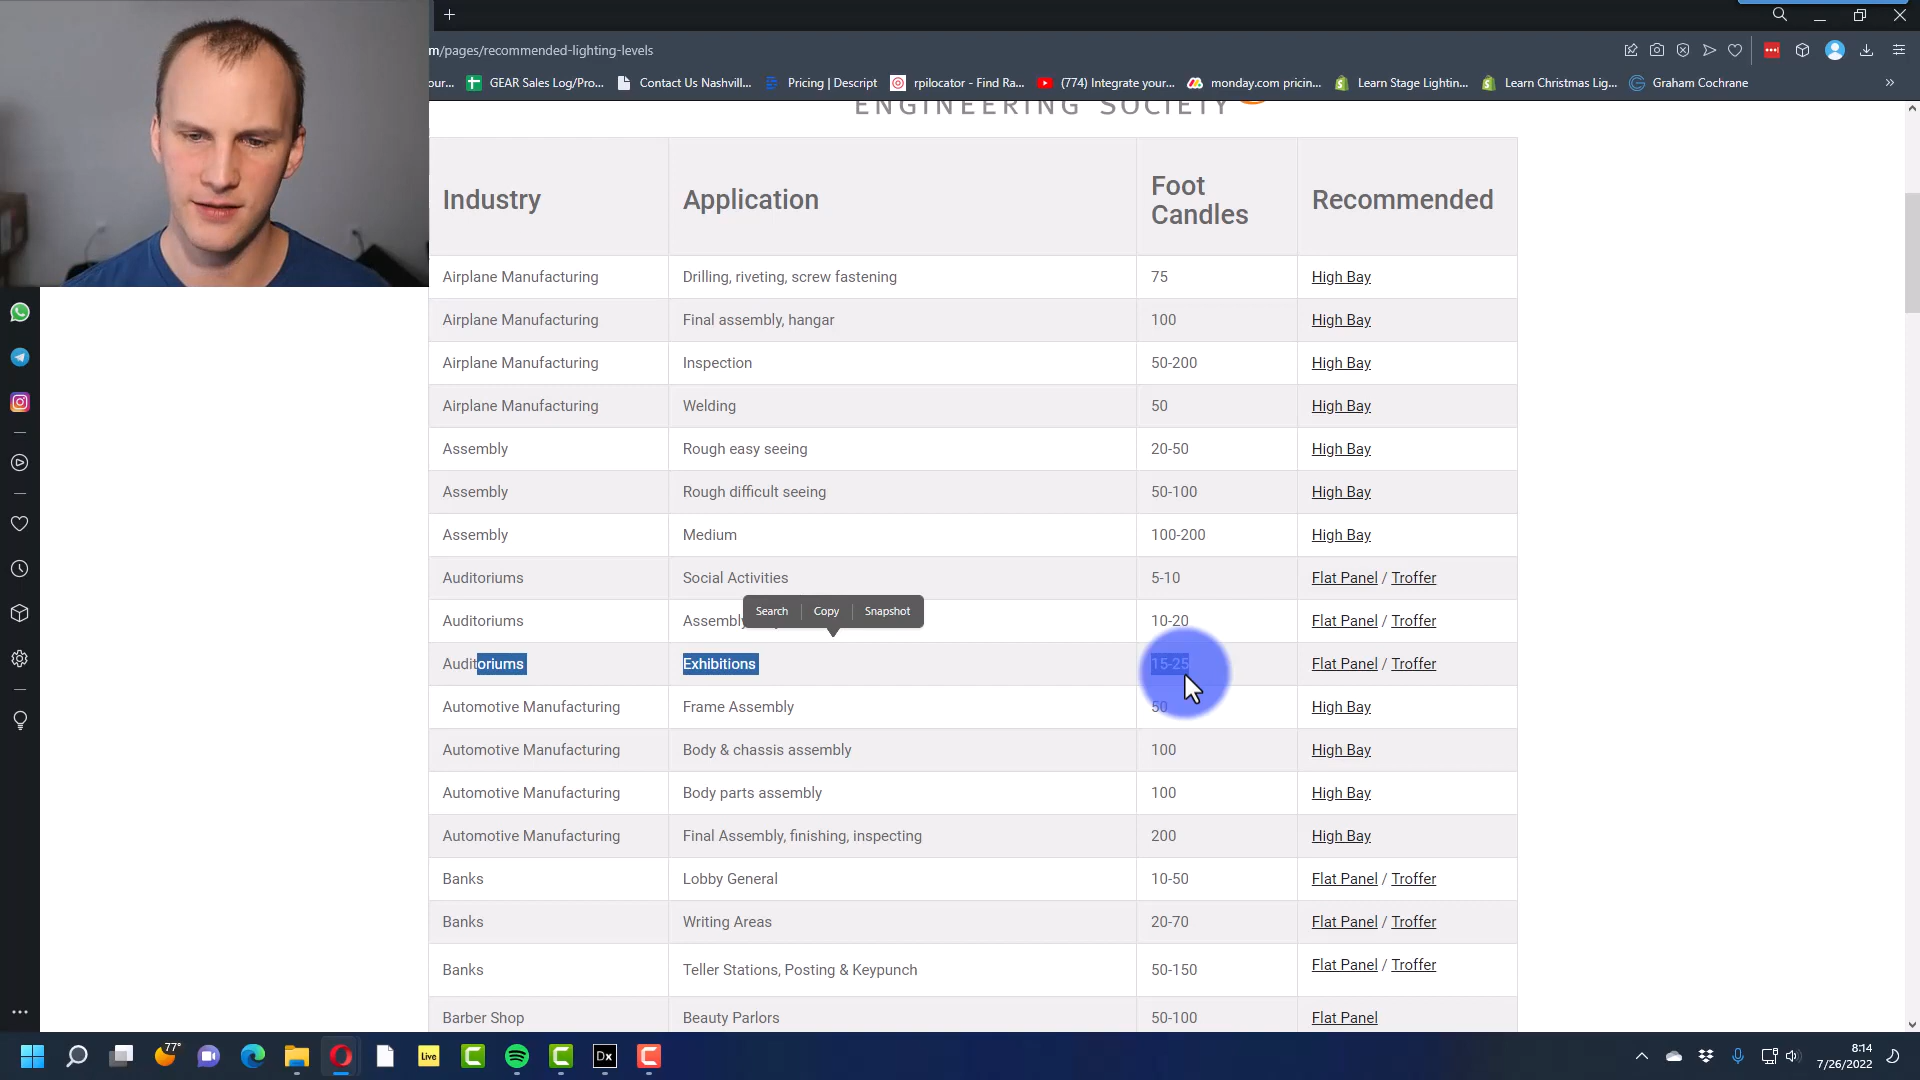 m/pages/recommended-lighting-levels
our... GEAR Sales Log/Pro... Contact Us Nashvill... Pricing | Descript rpilocator - Find Ra... (774) Integrate your... monday.com pricin... Learn Stage Lightin... Learn Christmas Lig... Graham Cochrane »
ENGINEERING SOCIETY
Industry Application Foot Candles Recommended
Airplane Manufacturing Drilling, riveting, screw fastening 75 High Bay
Airplane Manufacturing Final assembly, hangar 100 High Bay
Airplane Manufacturing Inspection 50-200 High Bay
Airplane Manufacturing Welding 50 High Bay
Assembly Rough easy seeing 20-50 High Bay
Assembly Rough difficult seeing 50-100 High Bay
Assembly Medium 100-200 High Bay
Auditoriums Social Activities 5-10 Flat Panel / Troffer
Search Copy Snapshot
Auditoriums Assembly 10-20 Flat Panel / Troffer
Auditoriums Exhibitions 15-25 Flat Panel / Troffer
Automotive Manufacturing Frame Assembly 50 High Bay
Automotive Manufacturing Body & chassis assembly 100 High Bay
Automotive Manufacturing Body parts assembly 100 High Bay
Automotive Manufacturing Final Assembly, finishing, inspecting 200 High Bay
Banks Lobby General 10-50 Flat Panel / Troffer
Banks Writing Areas 20-70 Flat Panel / Troffer
Banks Teller Stations, Posting & Keypunch 50-150 Flat Panel / Troffer
Barber Shop Beauty Parlors 50-100 Flat Panel
77°
Live
Dx
8:14
7/26/2022